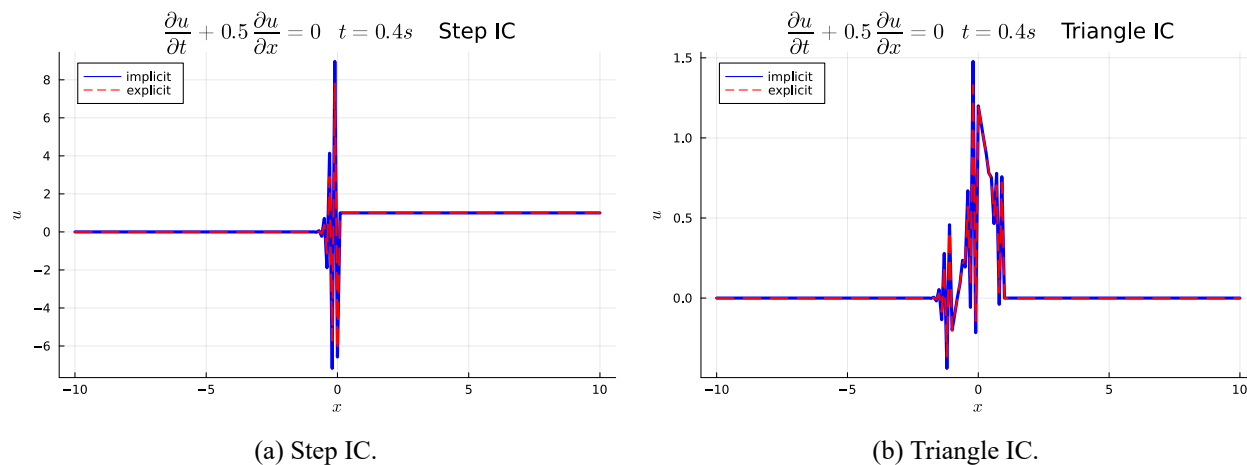 ∂u/∂t + 0.5 ∂u/∂x = 0 t = 0.4s Step IC
implicit
explicit
8
6
4
2
0
−2
−4
−6
u
−10
−5
0
5
10
x
(a) Step IC.
∂u/∂t + 0.5 ∂u/∂x = 0 t = 0.4s Triangle IC
implicit
explicit
1.5
1.0
0.5
0.0
u
−10
−5
0
5
10
x
(b) Triangle IC.